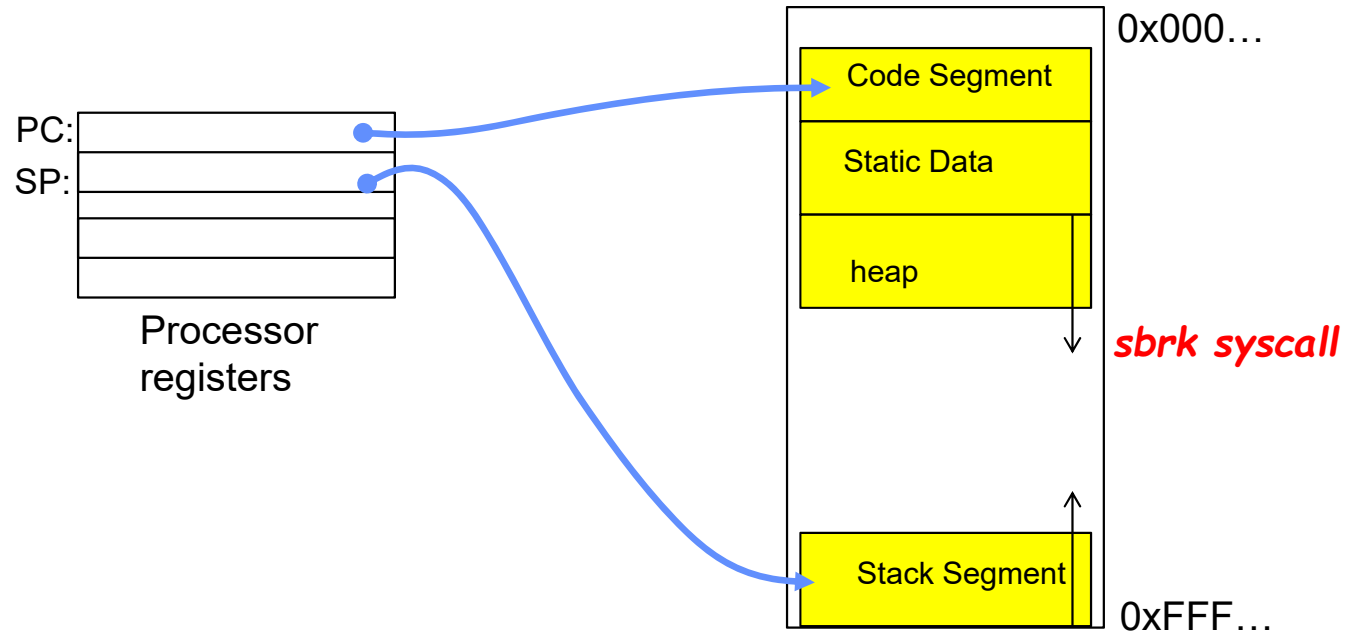 0x000…
Code Segment
PC:
Static Data
SP:
heap
Processor
registers
sbrk syscall
Stack Segment
0xFFF…